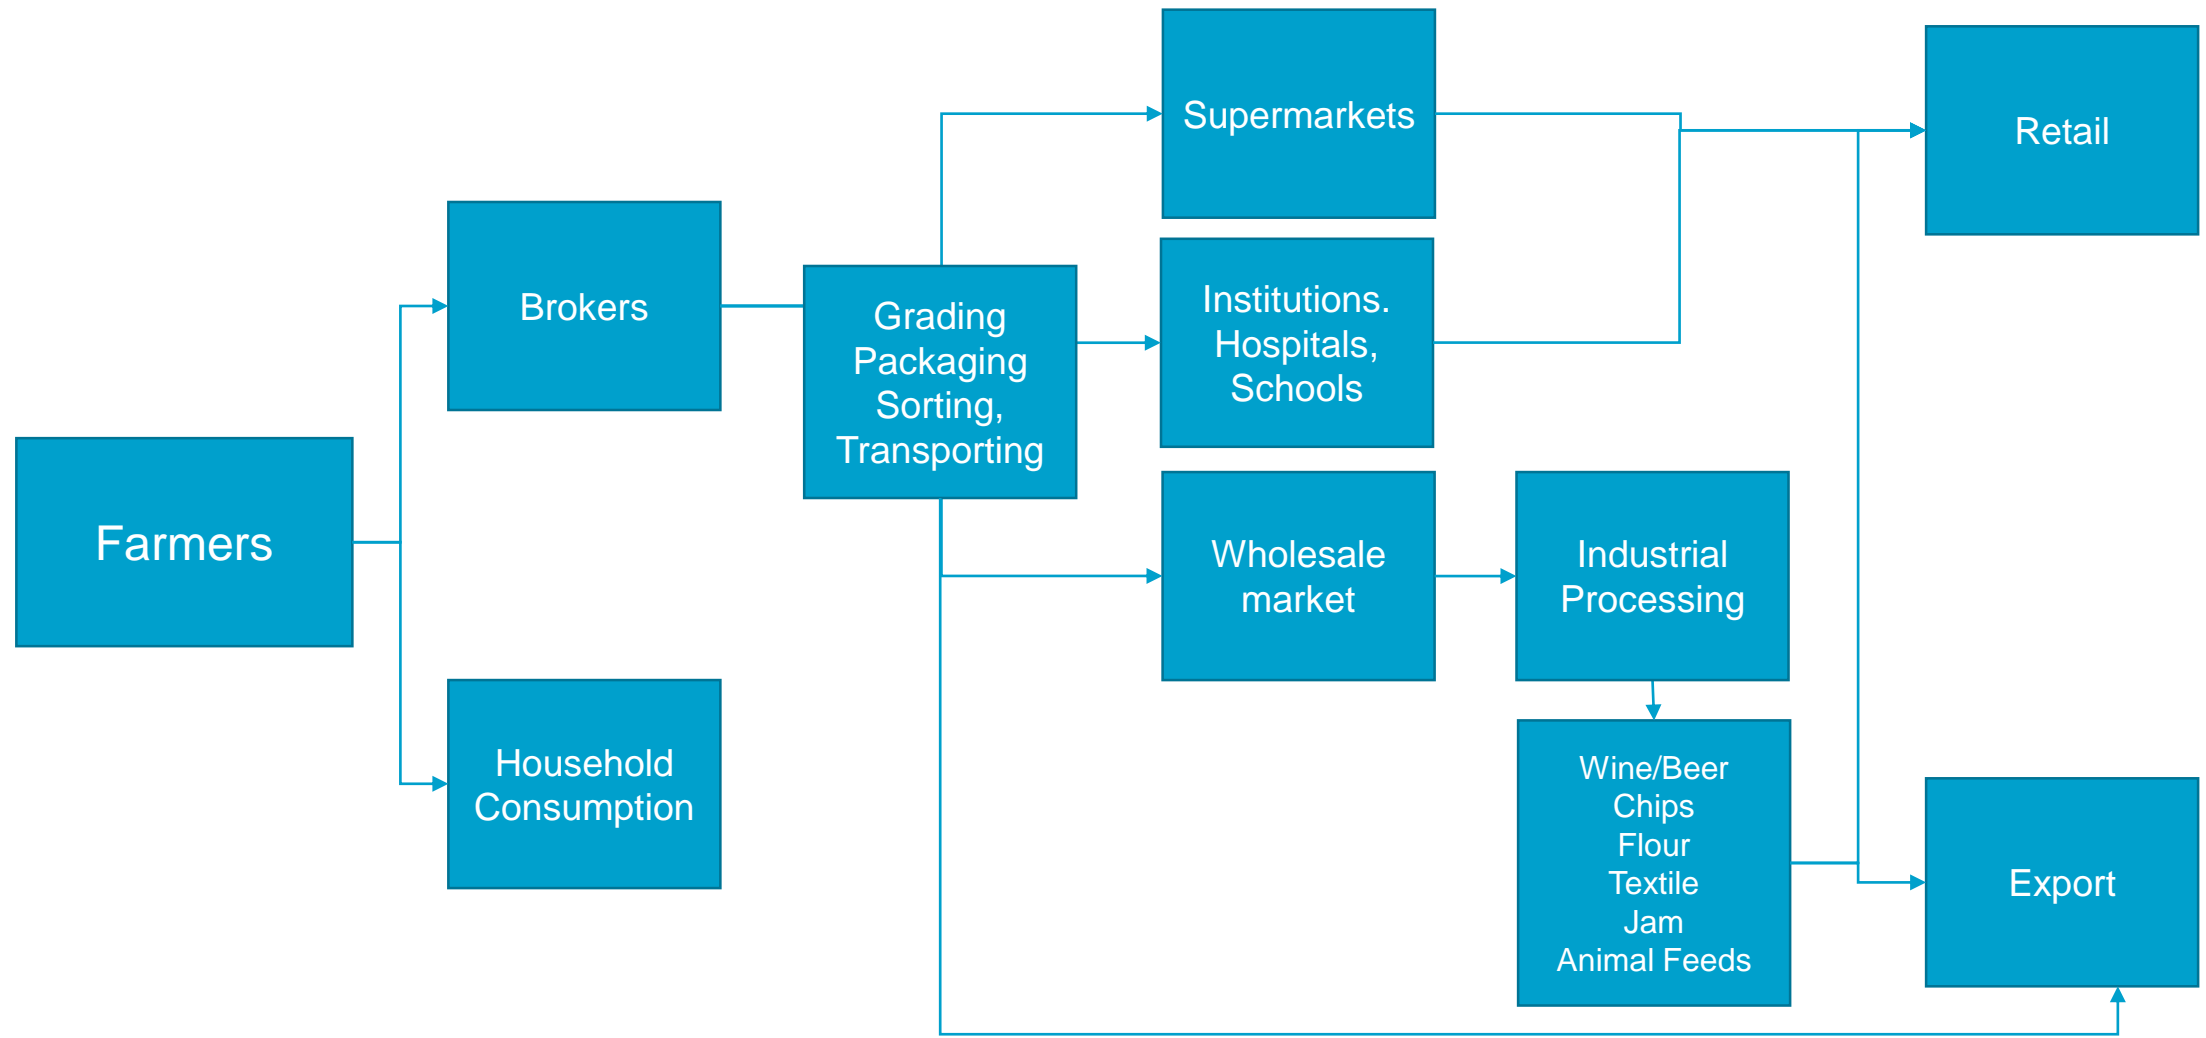 Farmers
Brokers
Household
Consumption
Grading
Packaging
Sorting,
Transporting
Supermarkets
Institutions.
Hospitals,
Schools
Wholesale
market
Industrial
Processing
Wine/Beer
Chips
Flour
Textile
Jam
Animal Feeds
Retail
Export